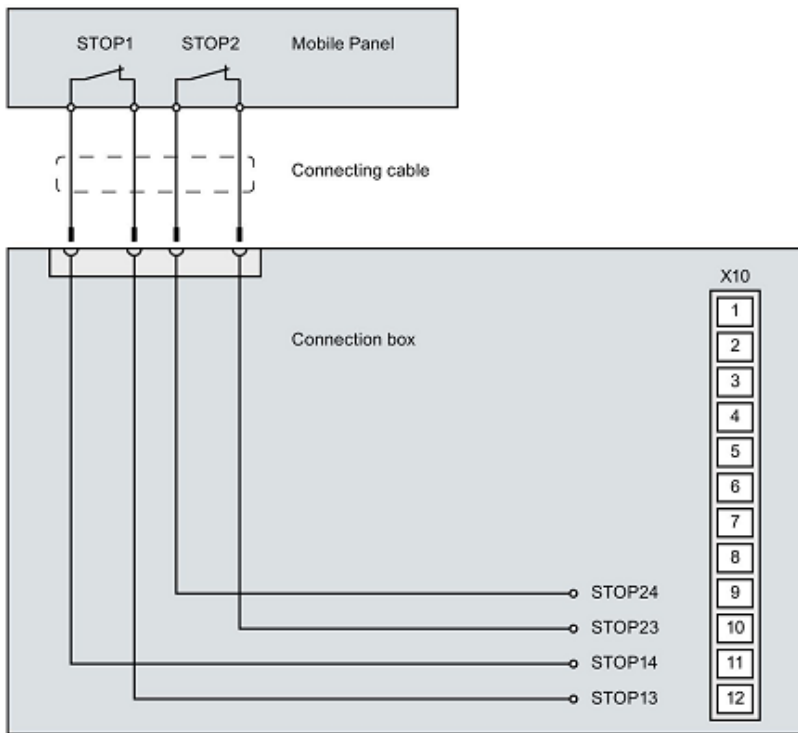 STOP1 STOP2 Mobile Panel
Connecting cable
X10
1
Connection box
2
3
4
5
6
7
8
STOP24 9
STOP23 10
STOP14 11
STOP13 12